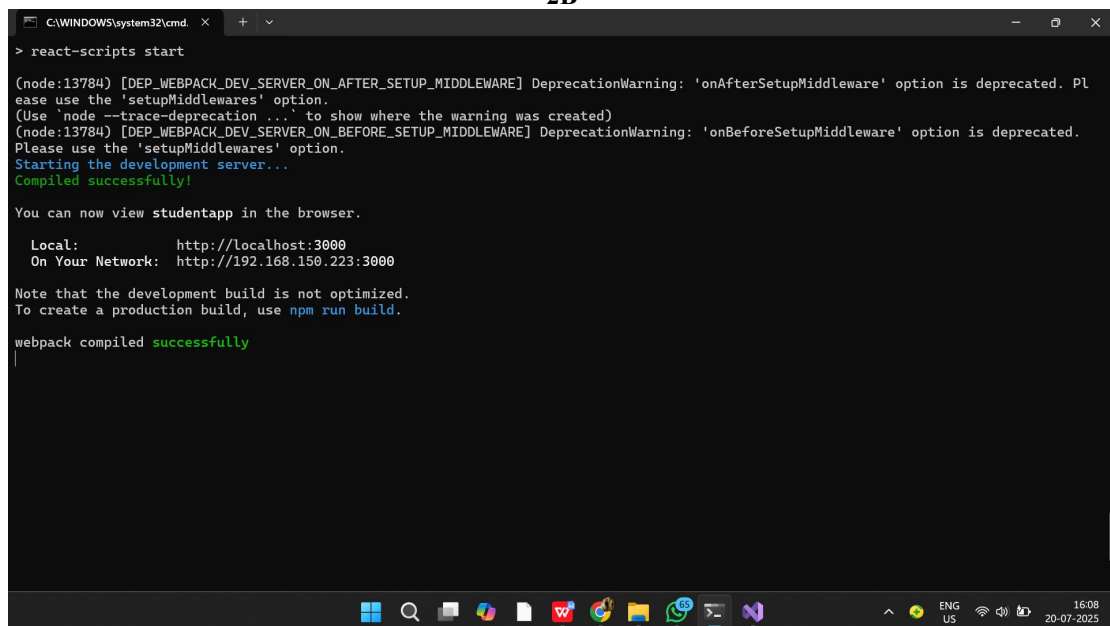 2B
C:\WINDOWS\system32\cmd.
> react-scripts start
(node:13784) [DEP_WEBPACK_DEV_SERVER_ON_AFTER_SETUP_MIDDLEWARE] DeprecationWarning: 'onAfterSetupMiddleware' option is deprecated. Pl
ease use the 'setupMiddlewares' option.
(Use `node --trace-deprecation ...` to show where the warning was created)
(node:13784) [DEP_WEBPACK_DEV_SERVER_ON_BEFORE_SETUP_MIDDLEWARE] DeprecationWarning: 'onBeforeSetupMiddleware' option is deprecated.
Please use the 'setupMiddlewares' option.
Starting the development server...
Compiled successfully!
You can now view studentapp in the browser.
Local: http://localhost:3000
On Your Network: http://192.168.150.223:3000
Note that the development build is not optimized.
To create a production build, use npm run build.
webpack compiled successfully
65
ENG
US
16:08
20-07-2025